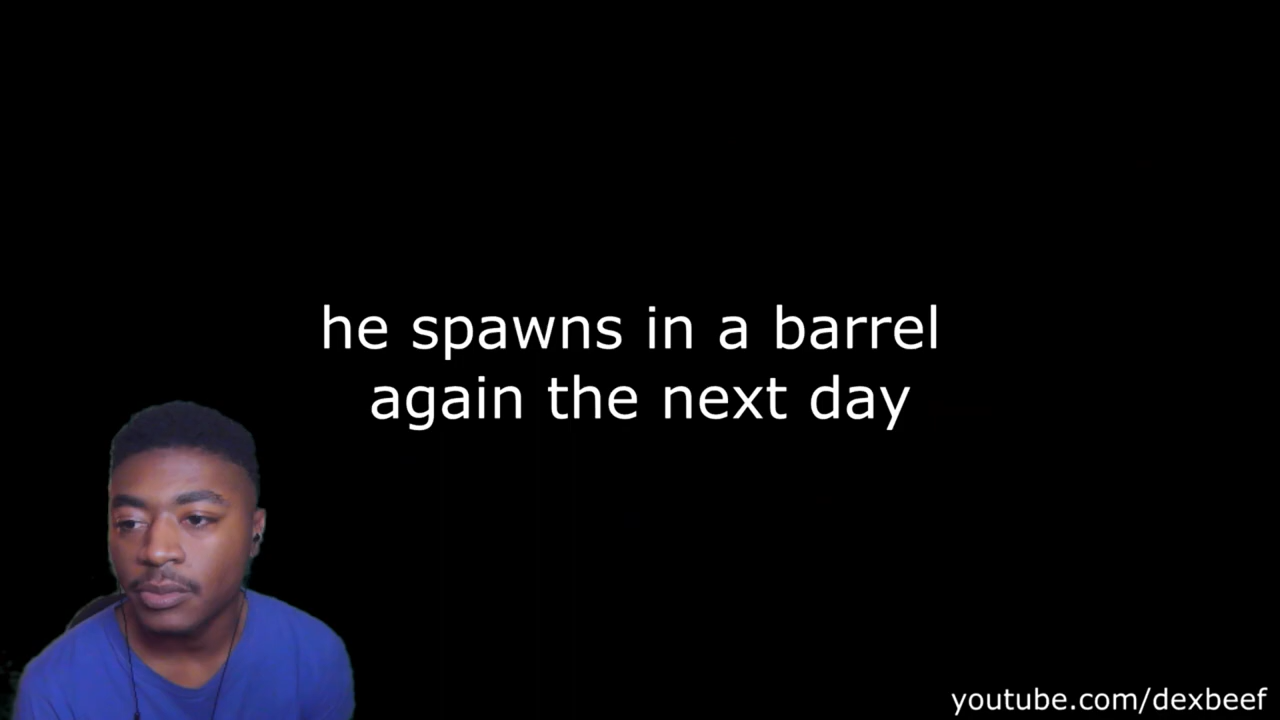 he spawns in a barrel
again the next day
youtube.com/dexbeef